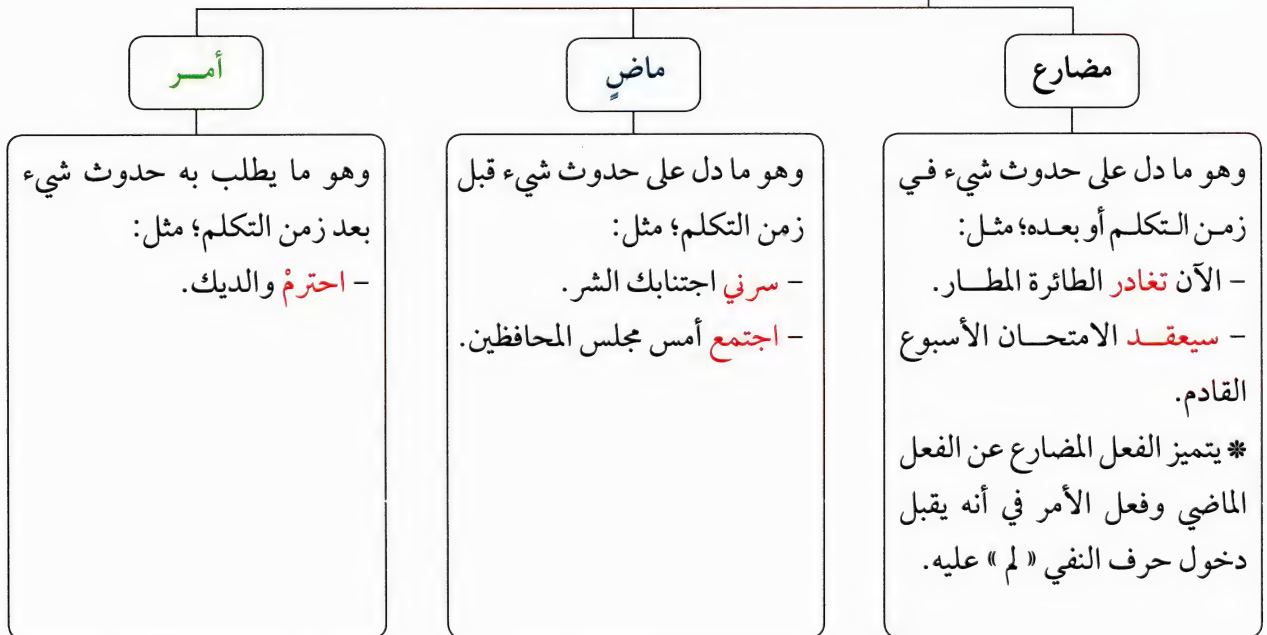 مضارع
وهو ما دل على حدوث شيء في
زمن التكلم أو بعده؛ مثل:
– الآن تغادر الطائرة المطار.
– سيعقد الامتحان الأسبوع
القادم.
* يتميز الفعل المضارع عن الفعل
الماضي وفعل الأمر في أنه يقبل
دخول حرف النفي « لم » عليه.
ماضٍ
وهو ما دل على حدوث شيء قبل
زمن التكلم؛ مثل:
– سرني اجتنابك الشر.
– اجتمع أمس مجلس المحافظين.
أمر
وهو ما يطلب به حدوث شيء
بعد زمن التكلم؛ مثل:
– احترمْ والديك.